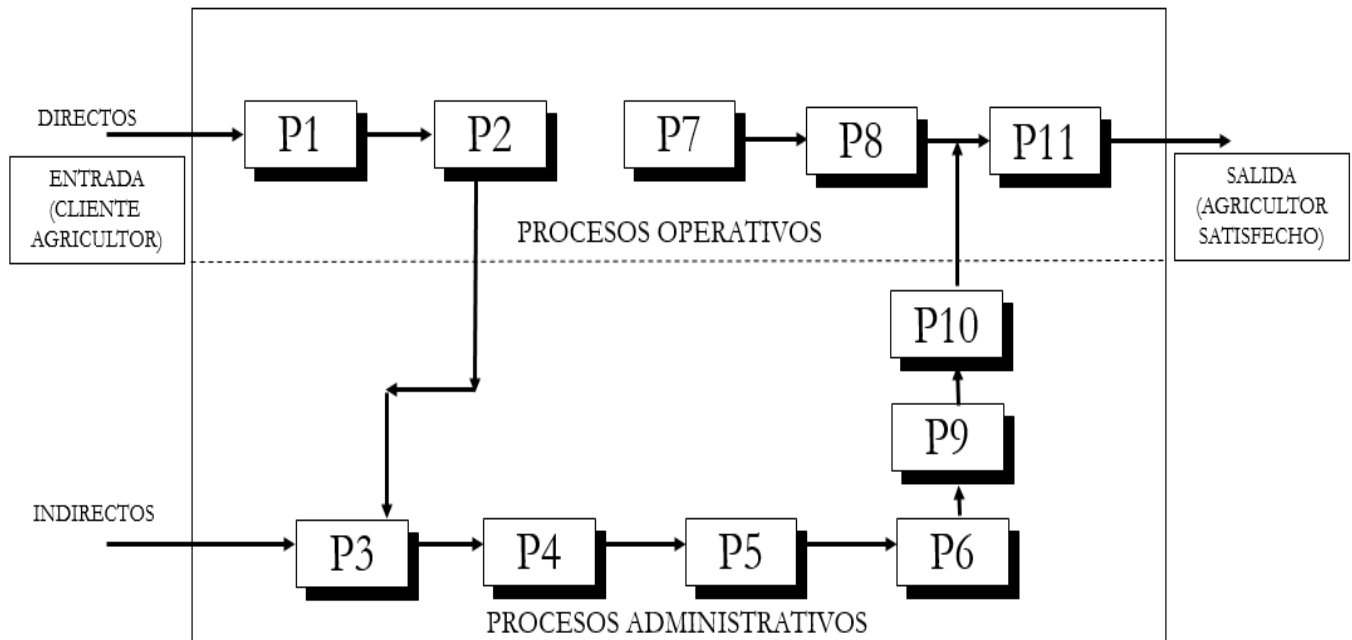 DIRECTOS
P1
P2
P7
P8
P11
ENTRADA
(CLIENTE
AGRICULTOR)
SALIDA
(AGRICULTOR
SATISFECHO)
PROCESOS OPERATIVOS
P10
P9
INDIRECTOS
P3
P4
P5
P6
PROCESOS ADMINISTRATIVOS